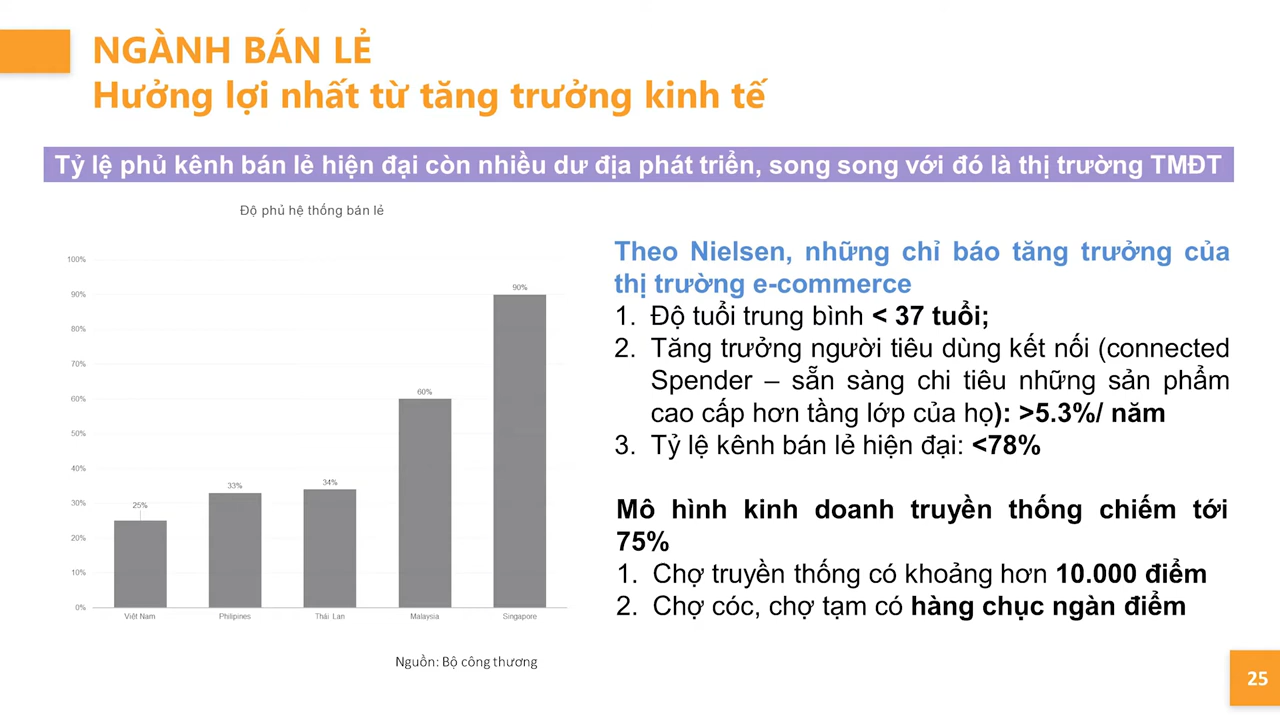 NGÀNH BÁN LẺ
Hưởng lợi nhất từ tăng trưởng kinh tế
Tỷ lệ phủ kênh bán lẻ hiện đại còn nhiều dư địa phát triển, song song với đó là thị trường TMĐT
Độ phủ hệ thống bán lẻ
100%
90%
80%
70%
60%
50%
40%
30%
20%
10%
0%
25%
33%
34%
60%
90%
Việt Nam
Philipines
Thái Lan
Malaysia
Singapore
Nguồn: Bộ công thương
Theo Nielsen, những chỉ báo tăng trưởng của
thị trường e-commerce
1. Độ tuổi trung bình < 37 tuổi;
2. Tăng trưởng người tiêu dùng kết nối (connected
Spender – sẵn sàng chi tiêu những sản phẩm
cao cấp hơn tầng lớp của họ): >5.3%/ năm
3. Tỷ lệ kênh bán lẻ hiện đại: <78%
Mô hình kinh doanh truyền thống chiếm tới
75%
1. Chợ truyền thống có khoảng hơn 10.000 điểm
2. Chợ cóc, chợ tạm có hàng chục ngàn điểm
25